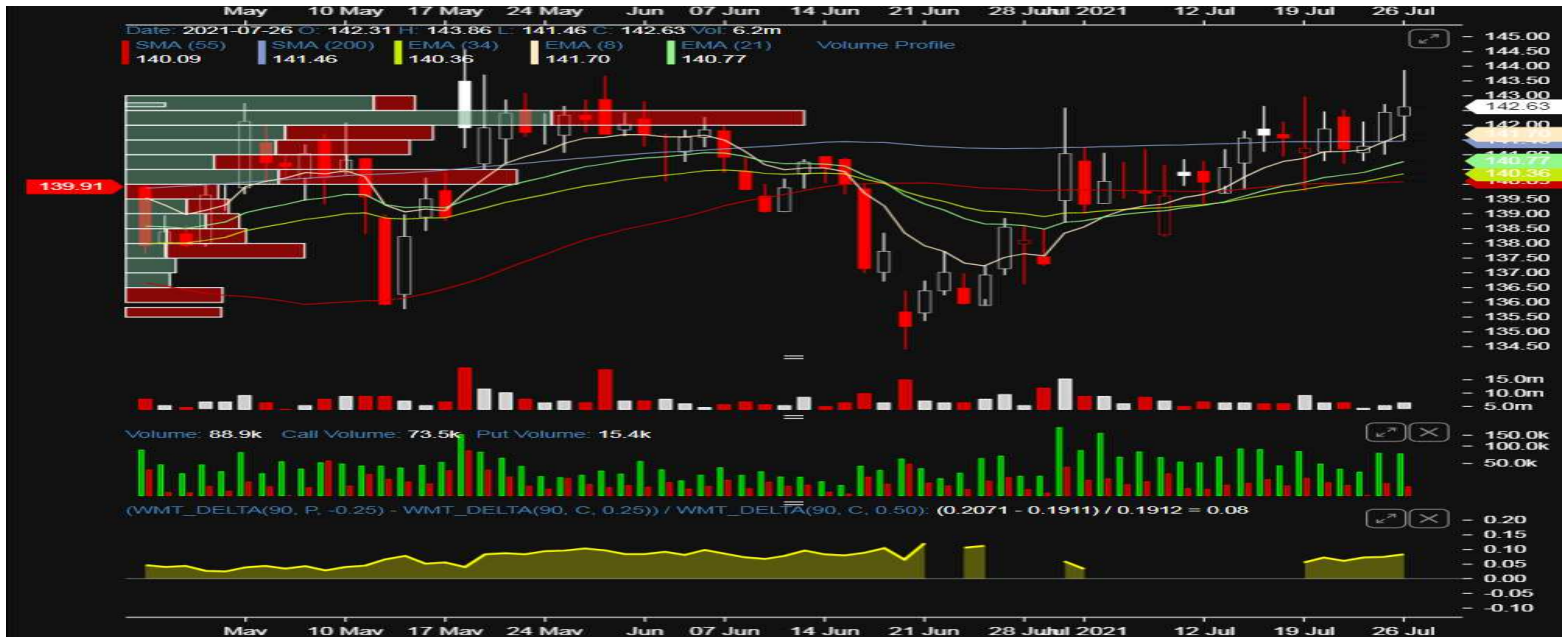 May 10 May 17 May 24 May Jun 07 Jun 14 Jun 21 Jun 28 Jun Jul 2021 12 Jul 19 Jul 26 Jul
Date: 2021-07-26 O: 142.31 H: 143.86 L: 141.46 C: 142.63 Vol: 6.2m
SMA (55) SMA (200) EMA (34) EMA (8) EMA (21) Volume Profile
140.09 141.46 140.36 141.70 140.77
145.00
144.50
144.00
143.50
143.00
142.63
142.00
141.70
141.46
140.77
139.91
140.36
139.50
139.00
138.50
138.00
137.50
137.00
136.50
136.00
135.50
135.00
134.50
15.0m
10.0m
5.0m
Volume: 88.9k Call Volume: 73.5k Put Volume: 15.4k
150.0k
100.0k
50.0k
(WMT_DELTA(90, P, -0.25) - WMT_DELTA(90, C, 0.25)) / WMT_DELTA(90, C, 0.50): (0.2071 - 0.1911) / 0.1912 = 0.08
0.20
0.15
0.10
0.05
0.00
-0.05
-0.10
May 10 May 17 May 24 May Jun 07 Jun 14 Jun 21 Jun 28 Jun Jul 2021 12 Jul 19 Jul 26 Jul